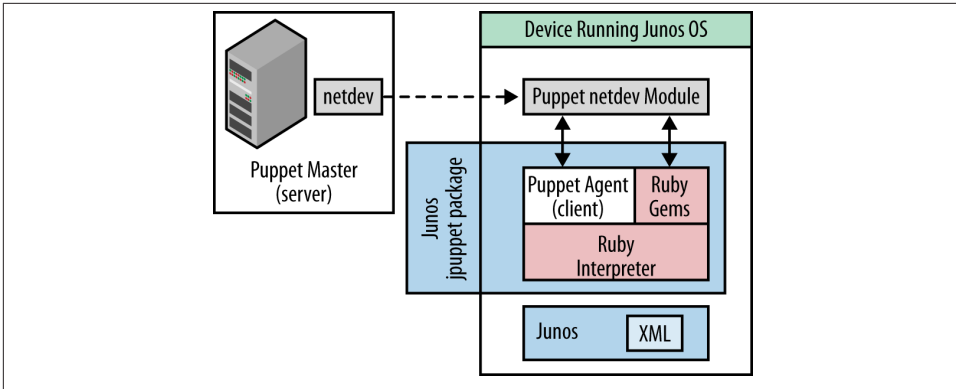 Device Running Junos OS
netdev
Puppet netdev Module
Puppet Master
(server)
Junos
jpuppet package
Puppet Agent
(client)
Ruby
Gems
Ruby
Interpreter
Junos
XML